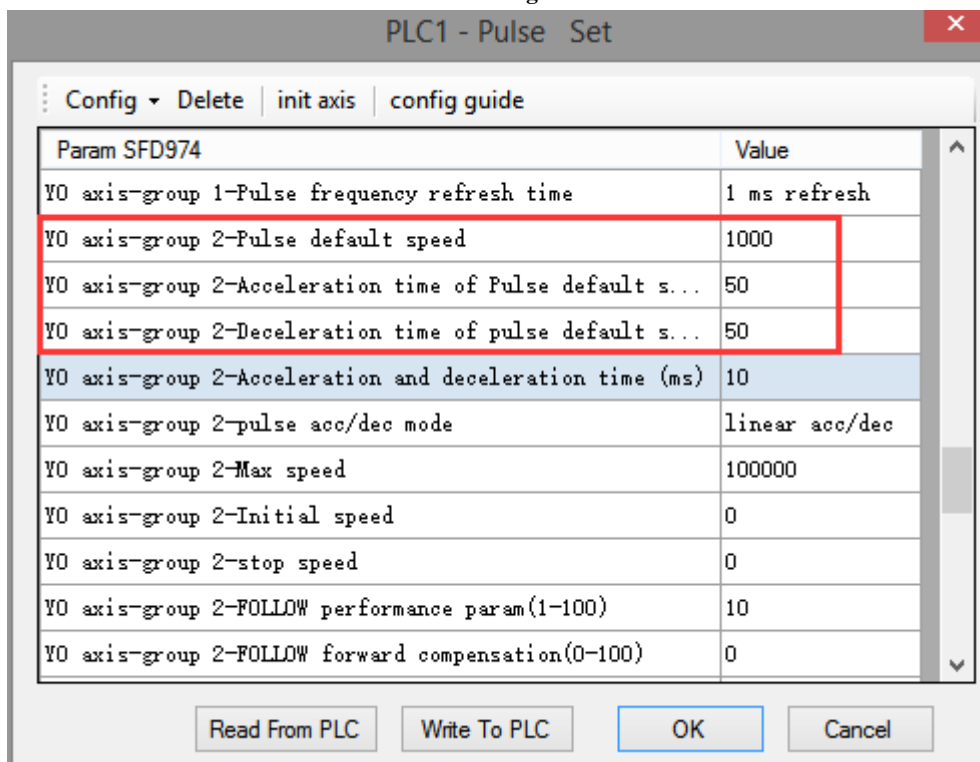 PLC1 - Pulse Set
Config Delete init axis config guide
Param SFD974 Value
Y0 axis-group 1-Pulse frequency refresh time 1 ms refresh
Y0 axis-group 2-Pulse default speed 1000
Y0 axis-group 2-Acceleration time of Pulse default s... 50
Y0 axis-group 2-Deceleration time of pulse default s... 50
Y0 axis-group 2-Acceleration and deceleration time (ms) 10
Y0 axis-group 2-pulse acc/dec mode linear acc/dec
Y0 axis-group 2-Max speed 100000
Y0 axis-group 2-Initial speed 0
Y0 axis-group 2-stop speed 0
Y0 axis-group 2-FOLLOW performance param(1-100) 10
Y0 axis-group 2-FOLLOW forward compensation(0-100) 0
Read From PLC Write To PLC OK Cancel